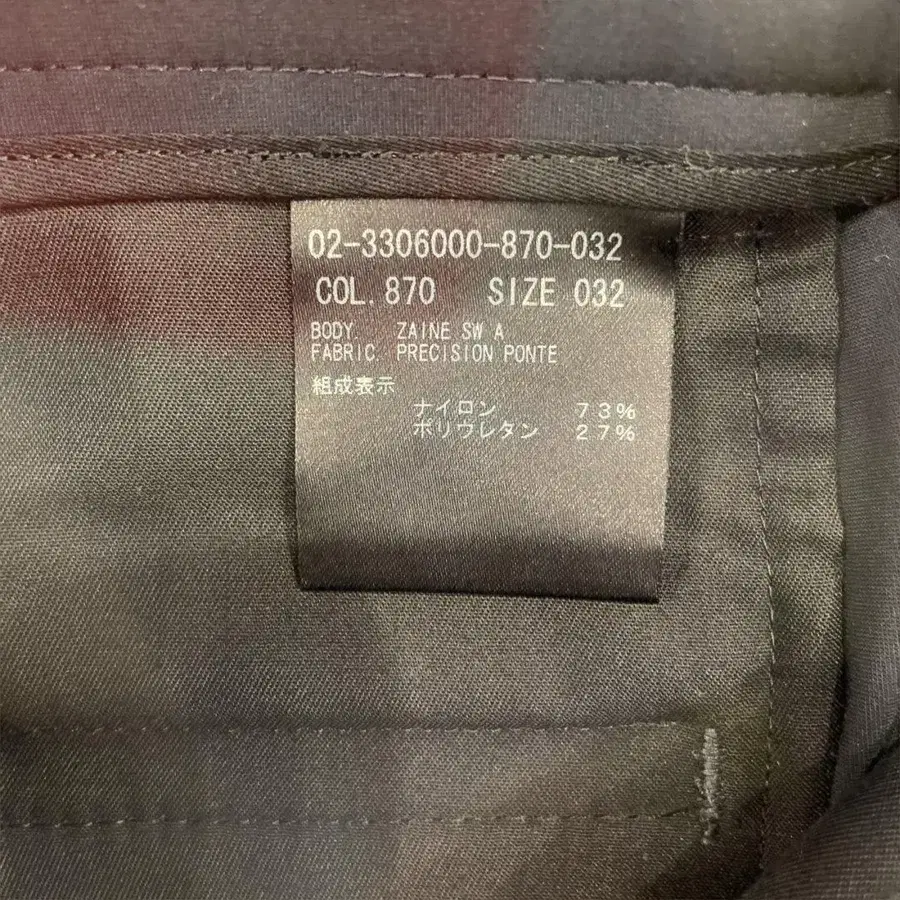 02-3306000-870-032
COL. 870 SIZE 032
BODY. ZAINE SW A
FABRIC. PRECISION PONTE
組成表示
ナイロン 73%
ポリウレタン 27%